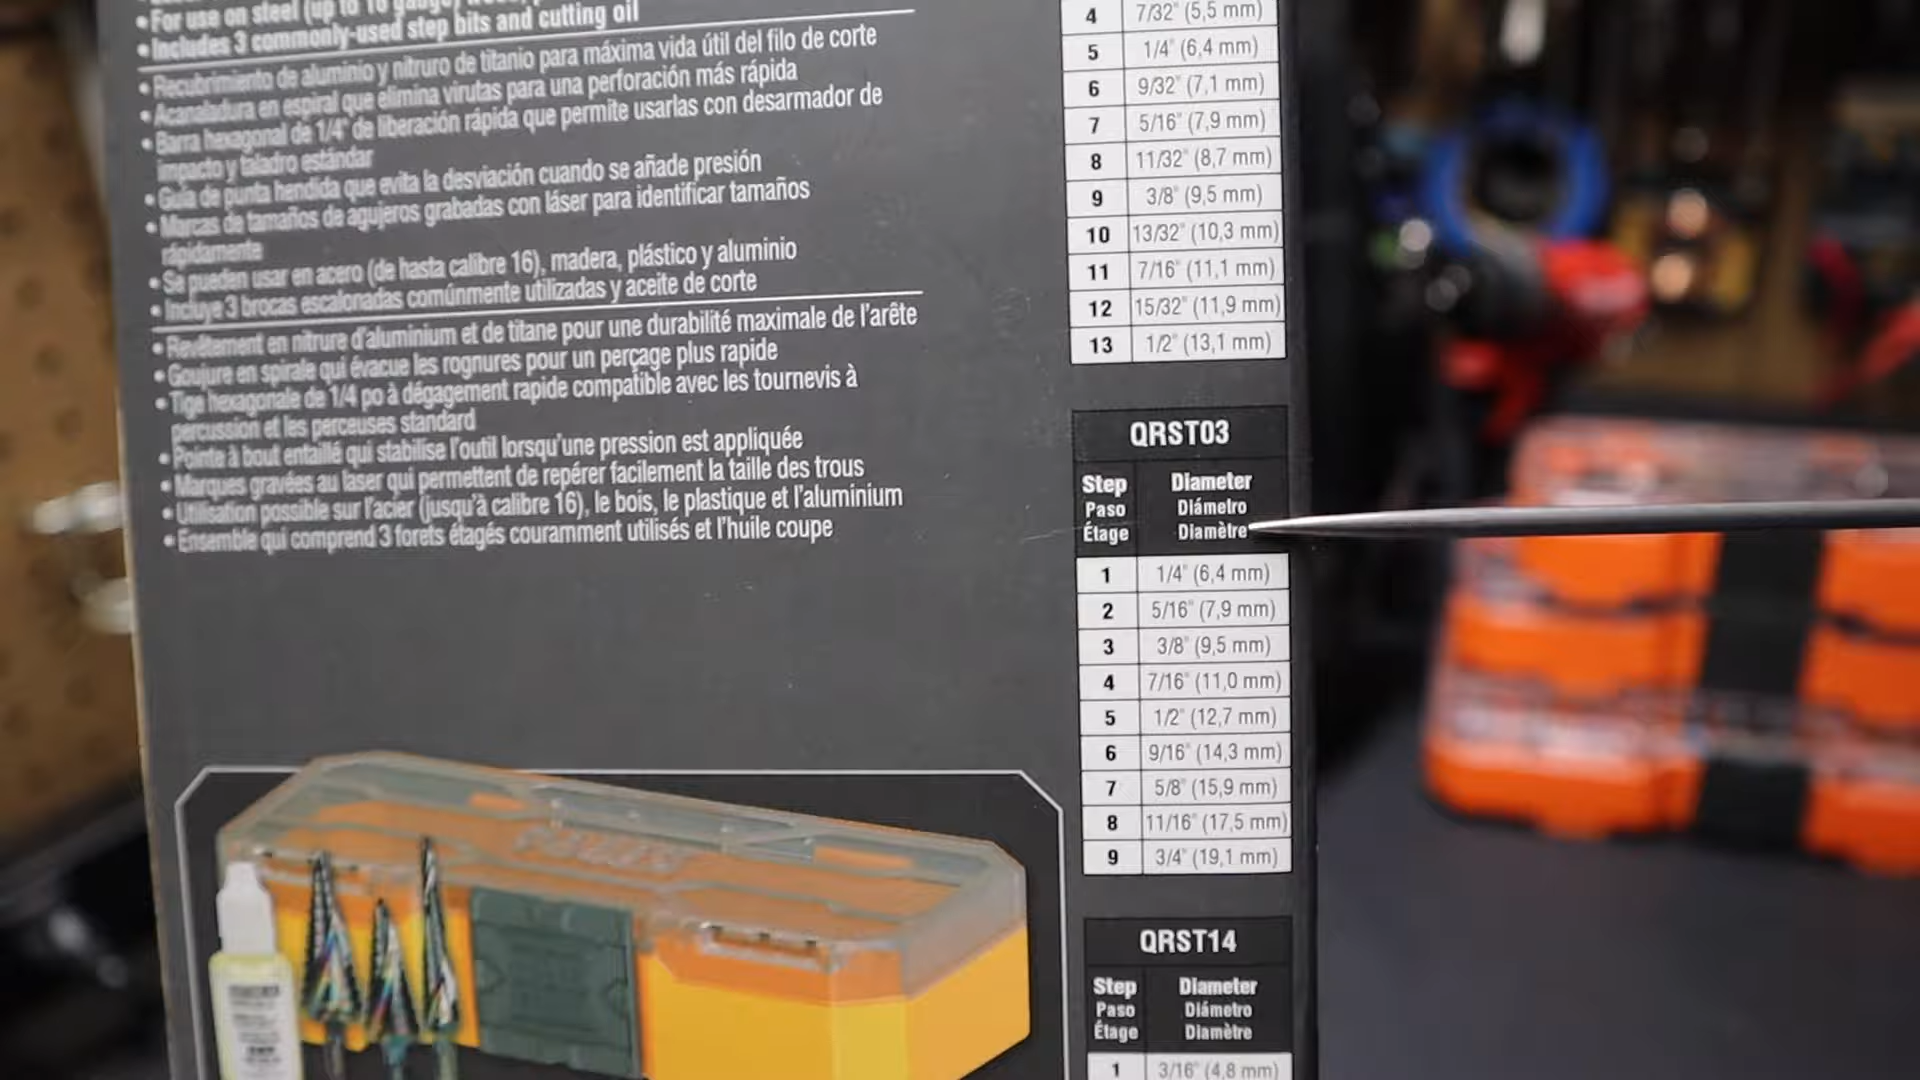 • For use on steel (up to 16 gauge)
• Includes 3 commonly-used step bits and cutting oil
• Recubrimiento de aluminio y nitruro de titanio para máxima vida útil del filo de corte
• Acanaladura en espiral que elimina virutas para una perforación más rápida
• Barra hexagonal de 1/4" de liberación rápida que permite usarlas con desarmador de
impacto y taladro estándar
• Guía de punta hendida que evita la desviación cuando se añade presión
• Marcas de tamaños de agujeros grabadas con láser para identificar tamaños
rápidamente
• Se pueden usar en acero (de hasta calibre 16), madera, plástico y aluminio
• Incluye 3 brocas escalonadas comúnmente utilizadas y aceite de corte
• Revêtement en nitrure d'aluminium et de titane pour une durabilité maximale de l'arête
• Goujure en spirale qui évacue les rognures pour un perçage plus rapide
• Tige hexagonale de 1/4 po à dégagement rapide compatible avec les tournevis à
percussion et les perceuses standard
• Pointe à bout entaillé qui stabilise l'outil lorsqu'une pression est appliquée
• Marques gravées au laser qui permettent de repérer facilement la taille des trous
• Utilisation possible sur l'acier (jusqu'à calibre 16), le bois, le plastique et l'aluminium
• Ensemble qui comprend 3 forets étagés couramment utilisés et l'huile coupe
4 7/32" (5,5 mm)
5 1/4" (6,4 mm)
6 9/32" (7,1 mm)
7 5/16" (7,9 mm)
8 11/32" (8,7 mm)
9 3/8" (9,5 mm)
10 13/32" (10,3 mm)
11 7/16" (11,1 mm)
12 15/32" (11,9 mm)
13 1/2" (13,1 mm)
QRST03
Step Diameter
Paso Diámetro
Étage Diamètre
1 1/4" (6,4 mm)
2 5/16" (7,9 mm)
3 3/8" (9,5 mm)
4 7/16" (11,0 mm)
5 1/2" (12,7 mm)
6 9/16" (14,3 mm)
7 5/8" (15,9 mm)
8 11/16" (17,5 mm)
9 3/4" (19,1 mm)
QRST14
Step Diameter
Paso Diámetro
Étage Diamètre
1 3/16" (4,8 mm)